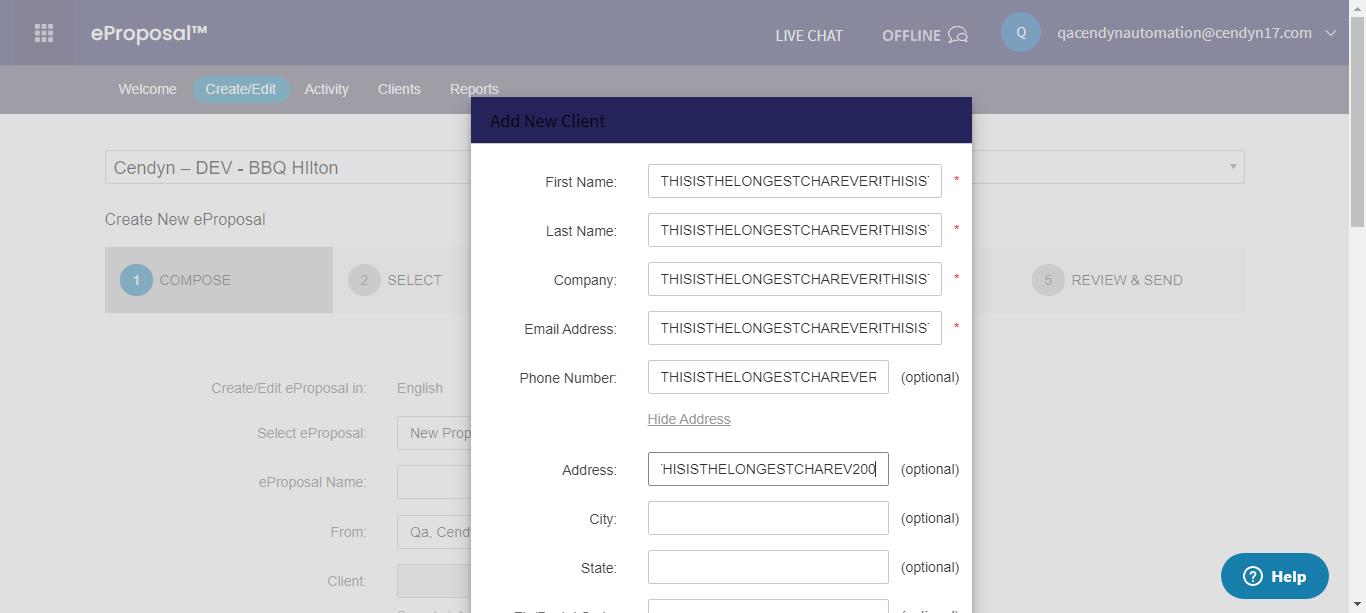 eProposal™
LIVE CHAT
OFFLINE
Q
qacendynautomation@cendyn17.com
Welcome
Create/Edit
Activity
Clients
Reports
Add New Client
Cendyn – DEV - BBQ HIlton
Create New eProposal
1 COMPOSE
2 SELECT
5 REVIEW & SEND
First Name: THISISTHELONGESTCHAREVER!THISIS *
Last Name: THISISTHELONGESTCHAREVER!THISIS *
Company: THISISTHELONGESTCHAREVER!THISIS *
Email Address: THISISTHELONGESTCHAREVER!THISIS *
Phone Number: THISISTHELONGESTCHAREVER (optional)
Hide Address
Address: HISISTHELONGESTCHAREV200 (optional)
City: (optional)
State: (optional)
Create/Edit eProposal in: English
Select eProposal: New Prop
eProposal Name:
From: Qa, Cend
Client:
? Help